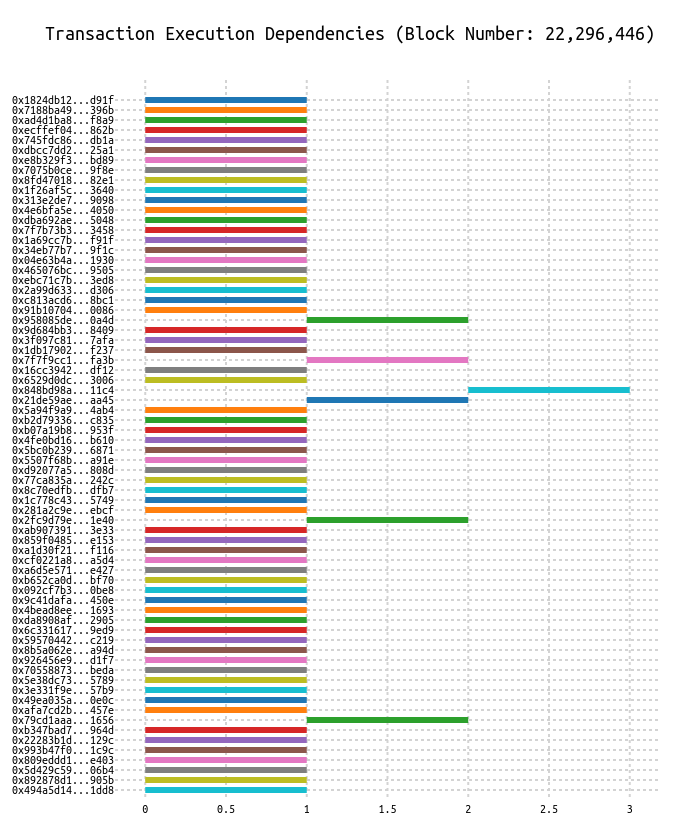 Transaction Execution Dependencies (Block Number: 22,296,446)
0x1824db12...d91f
0x7188ba49...396b
0xad4d1ba8...f8a9
0xecffef04...862b
0x745fdc86...db1a
0xdbcc7dd2...25a1
0xe8b329f3...bd89
0x7075b0ce...9f8e
0x8fd47018...82e1
0x1f26af5c...3640
0x313e2de7...9098
0x4e6bfa5e...4050
0xdba692ae...5048
0x7f7b73b3...3458
0x1a69cc7b...f91f
0x34eb77b7...9f1c
0x04e63b4a...1930
0x465076bc...9505
0xebc71c7b...3ed8
0x2a99d633...d306
0xc813acd6...8bc1
0x91b10704...0086
0x958085de...0a4d
0x9d684bb3...8409
0x3f097c81...7afa
0x1db17902...f237
0x7f7f9cc1...fa3b
0x16cc3942...df12
0x6529d0dc...3006
0x848bd98a...11c4
0x21de59ae...aa45
0x5a94f9a9...4ab4
0xb2d79336...c835
0xb07a19b8...953f
0x4fe0bd16...b610
0x5bc0b239...6871
0x5507f68b...a91e
0xd92077a5...808d
0x77ca835a...242c
0x8c70edfb...dfb7
0x1c778c43...5749
0x281a2c9e...ebcf
0x2fc9d79e...1e40
0xab907391...3e33
0x859f0485...e153
0xa1d30f21...f116
0xcf0221a8...a5d4
0xa6d5e571...e427
0xb652ca0d...bf70
0x092cf7b3...0be8
0x9c41dafa...450e
0x4bead8ee...1693
0xda8908af...2905
0x6c331617...9ed9
0x59570442...c219
0x8b5a062e...a94d
0x926456e9...d1f7
0x70558873...beda
0x5e38dc73...5789
0x3e331f9e...57b9
0x49ea035a...0e0c
0xafa7cd2b...457e
0x79cd1aaa...1656
0xb347bad7...964d
0x22283b1d...129c
0x993b47f0...1c9c
0x809eddd1...e403
0x5d429c59...06b4
0x892878d1...905b
0x494a5d14...1dd8
0 0.5 1 1.5 2 2.5 3